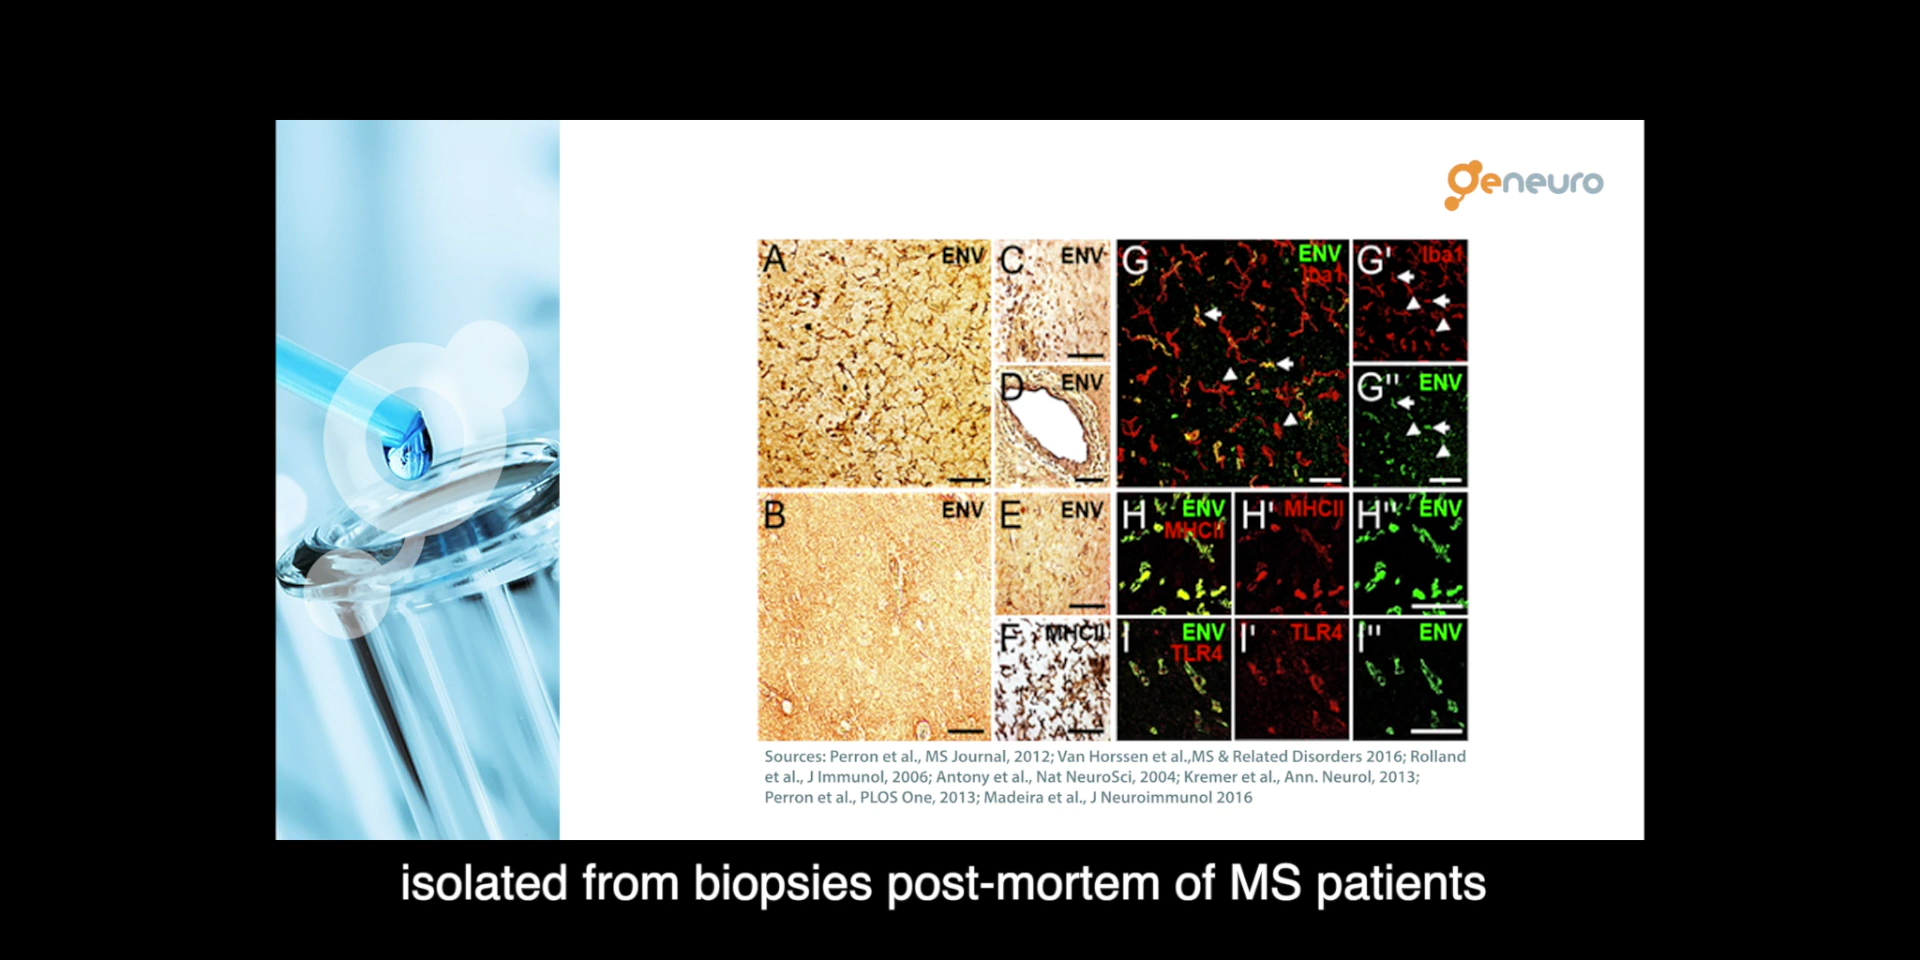 geneuro
A ENV
C ENV
G ENV
Iba1
G' Iba1
D ENV
G'' ENV
B ENV
E ENV
H ENV
MHCII
H' MHCII
H'' ENV
F MHCII
I ENV
TLR4
I' TLR4
I'' ENV
Sources: Perron et al., MS Journal, 2012; Van Horssen et al.,MS & Related Disorders 2016; Rolland
et al., J Immunol, 2006; Antony et al., Nat NeuroSci, 2004; Kremer et al., Ann. Neurol, 2013;
Perron et al., PLOS One, 2013; Madeira et al., J Neuroimmunol 2016
isolated from biopsies post-mortem of MS patients